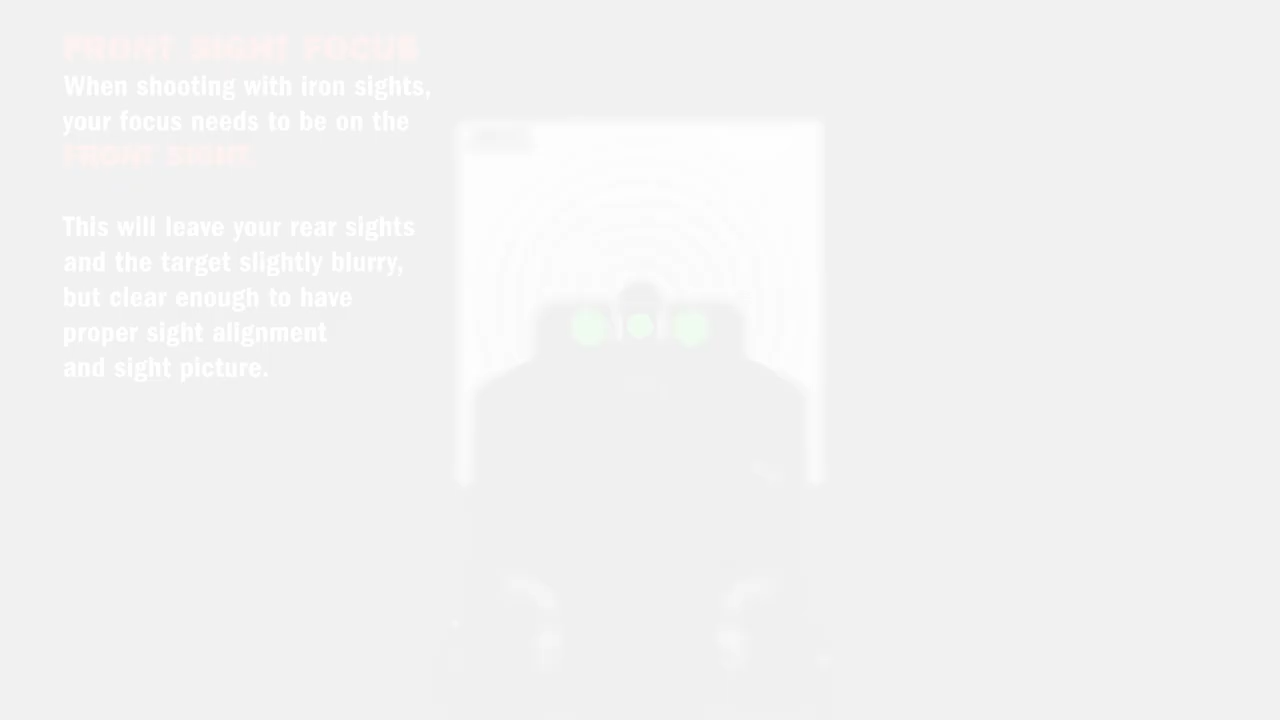 FRONT SIGHT FOCUS
When shooting with iron sights,
your focus needs to be on the
FRONT SIGHT.
This will leave your rear sights
and the target slightly blurry,
but clear enough to have
proper sight alignment
and sight picture.